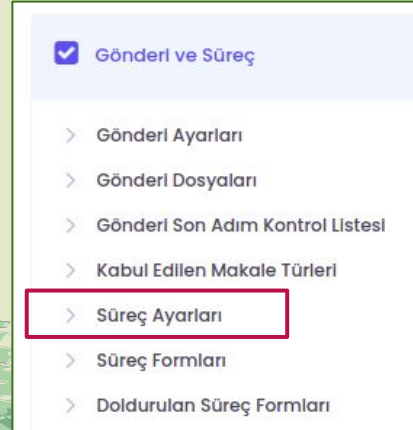 Gönderi ve Süreç
Gönderi Ayarları
Gönderi Dosyaları
Gönderi Son Adım Kontrol Listesi
Kabul Edilen Makale Türleri
Süreç Ayarları
Süreç Formları
Doldurulan Süreç Formları